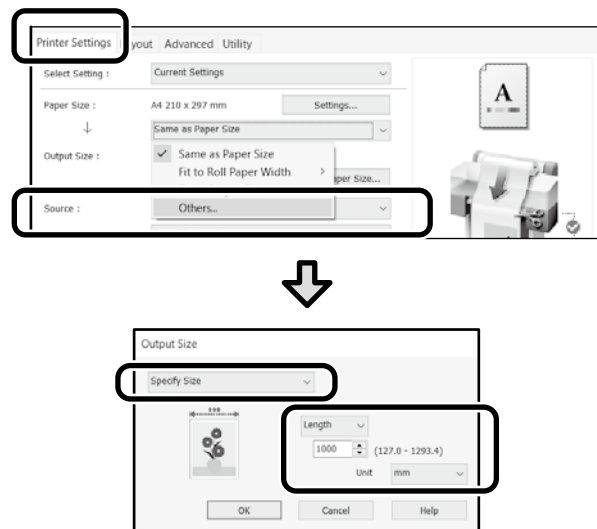 Printer Settings yout Advanced Utility
Select Setting : Current Settings
Paper Size : A4 210 x 297 mm Settings...
↓ Same as Paper Size
Output Size : ✓ Same as Paper Size
Fit to Roll Paper Width >
per Size...
Source : Others...
A
Output Size
Specify Size
Length
1000 (127.0 - 1293.4)
Unit mm
OK Cancel Help